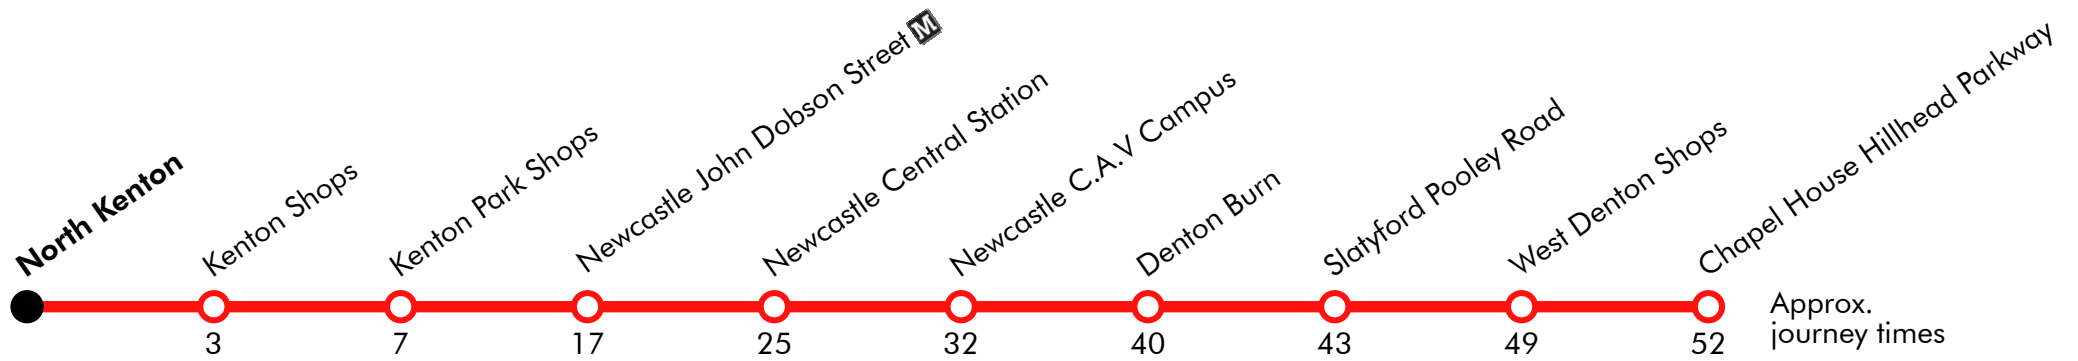 North Kenton
Kenton Shops
Kenton Park Shops
Newcastle John Dobson Street M
Newcastle Central Station
Newcastle C.A.V Campus
Denton Burn
Slatyford Pooley Road
West Denton Shops
Chapel House Hillhead Parkway
3 7 17 25 32 40 43 49 52
Approx.
journey times